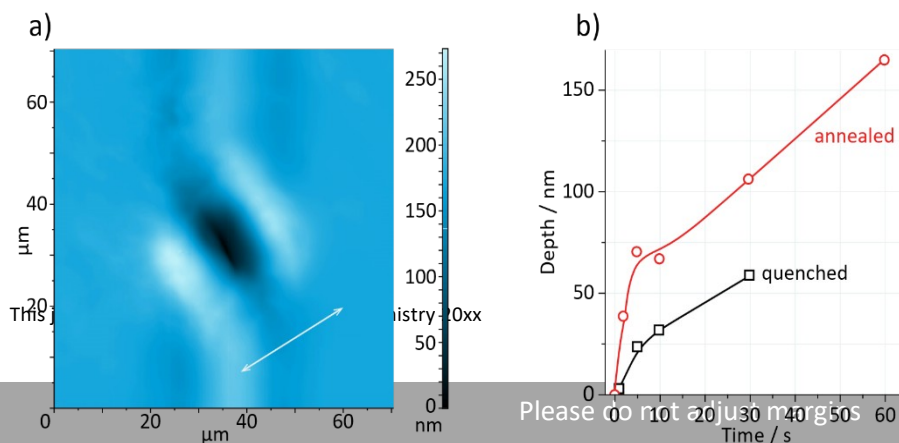 a)
b)
250
200
150
100
50
0
nm
60
40
20
µm
0
20
40
60
µm
150
100
50
0
Depth / nm
annealed
quenched
0
10
20
30
40
50
60
Time / s
This j
istry 20xx
Please do not adjust margins